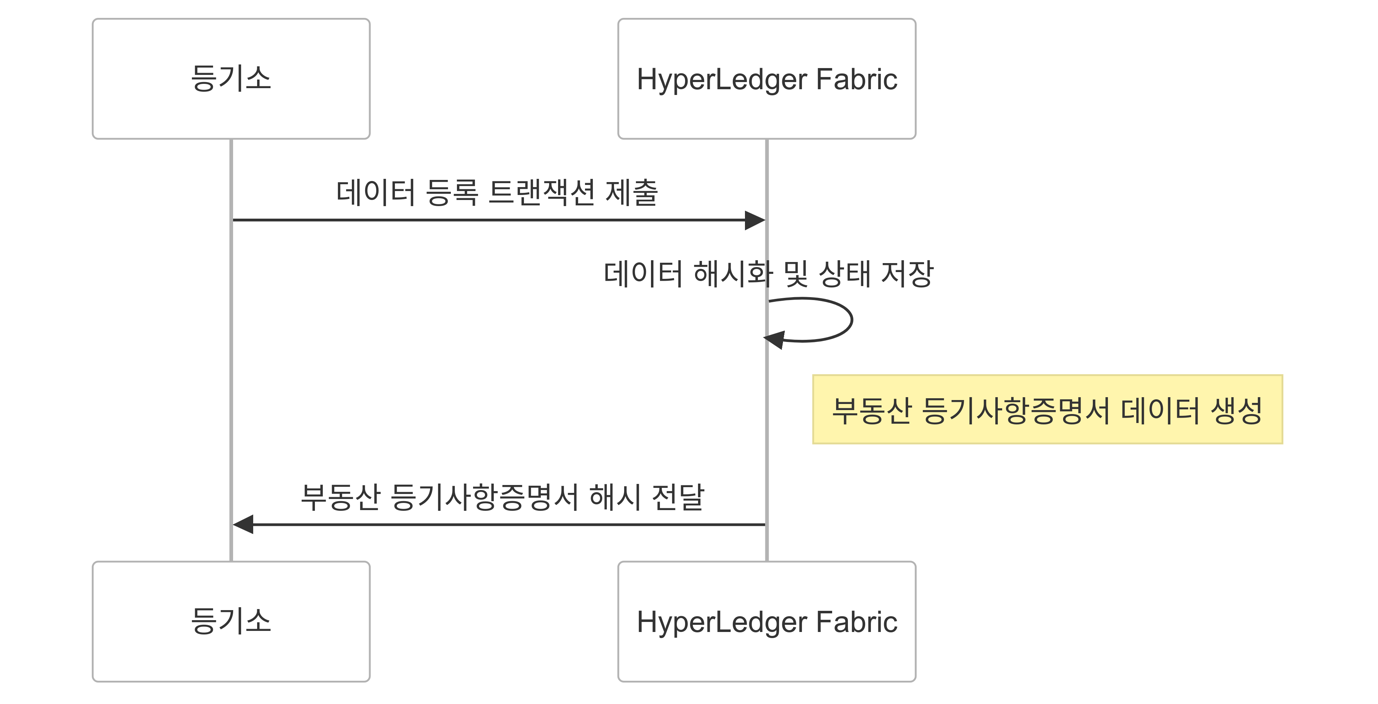 등기소
HyperLedger Fabric
데이터 등록 트랜잭션 제출
데이터 해시화 및 상태 저장
부동산 등기사항증명서 데이터 생성
부동산 등기사항증명서 해시 전달
등기소
HyperLedger Fabric